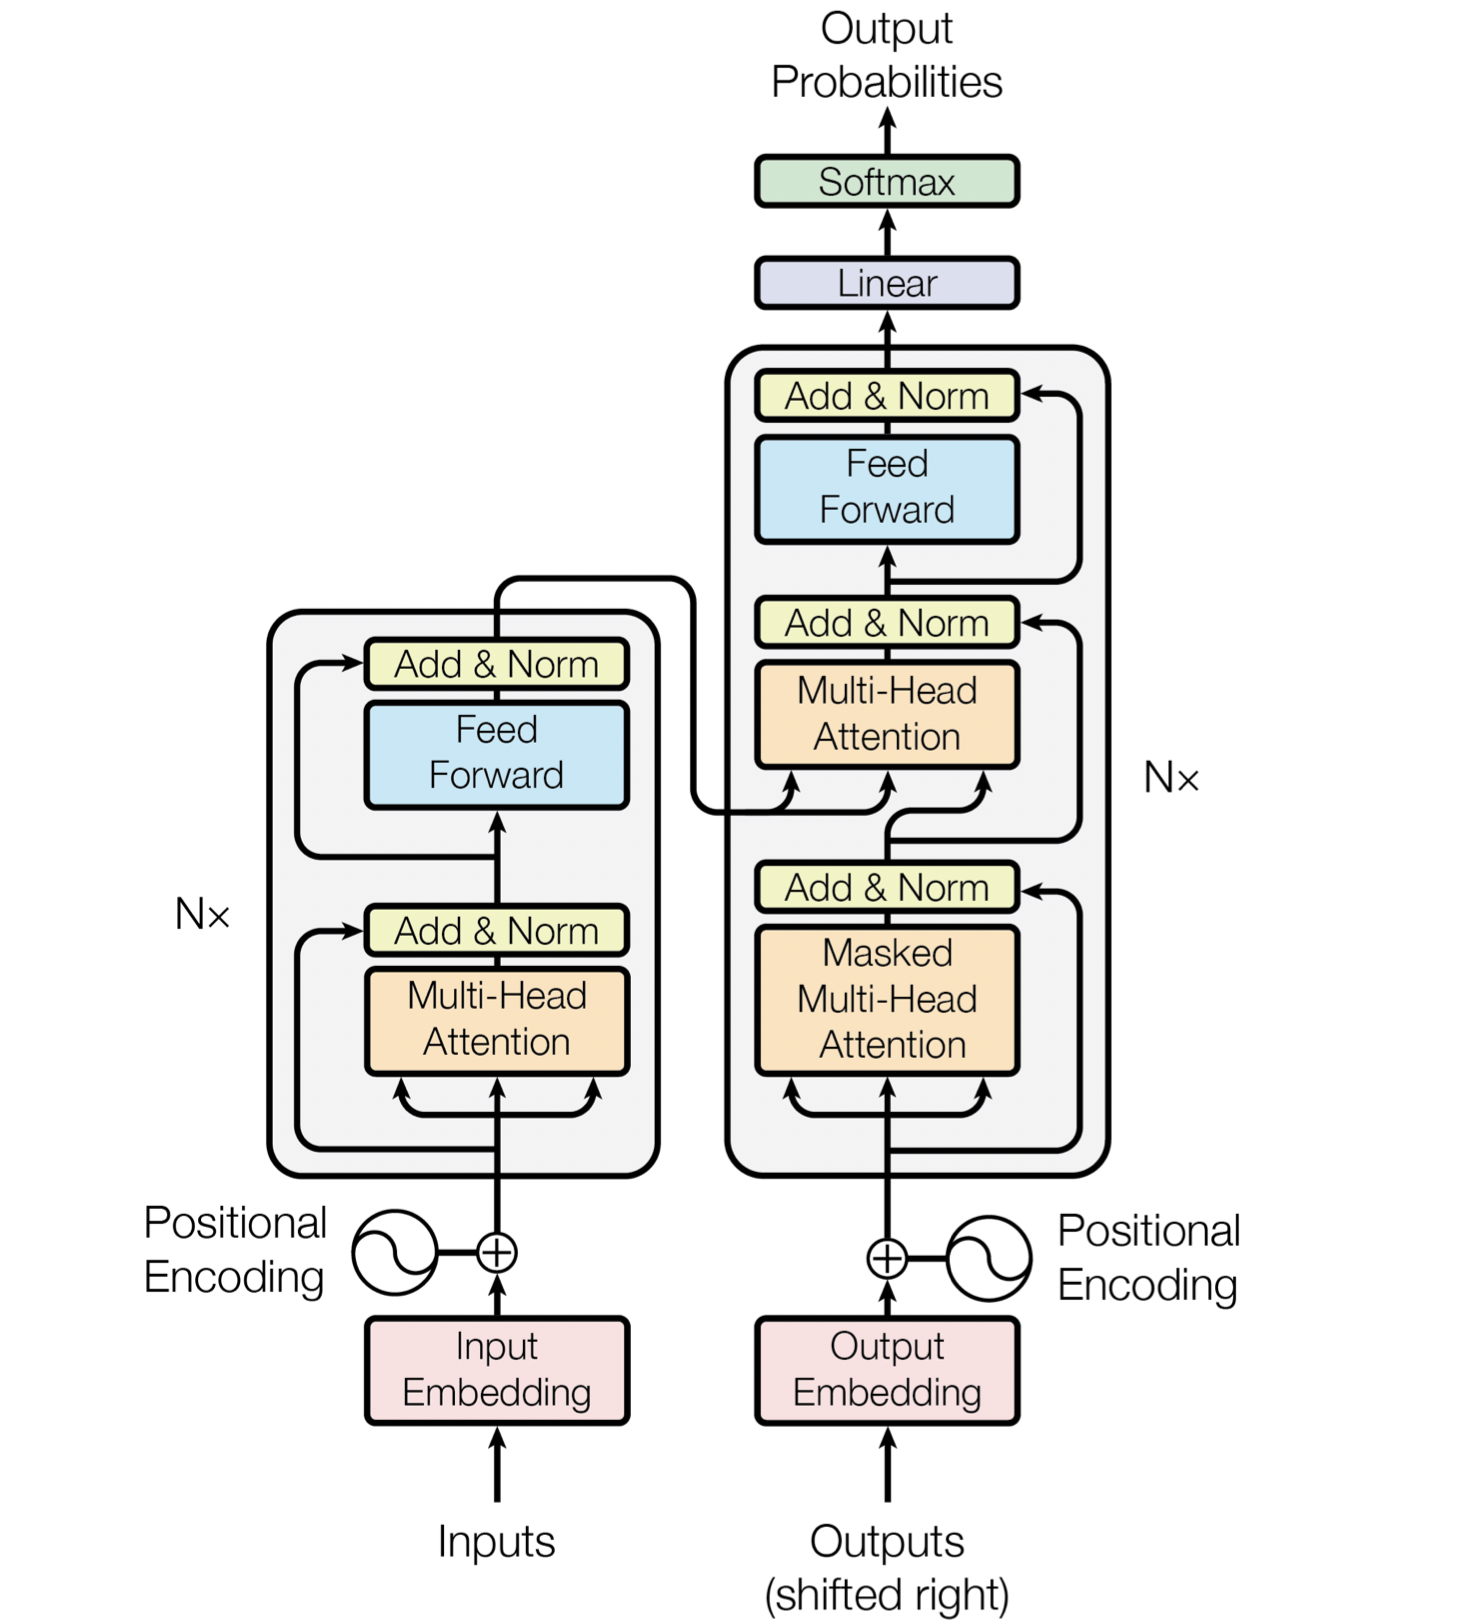 Output
Probabilities
Softmax
Linear
Add & Norm
Feed
Forward
Add & Norm
Multi-Head
Attention
Add & Norm
Masked
Multi-Head
Attention
N×
Add & Norm
Feed
Forward
Add & Norm
Multi-Head
Attention
N×
Positional
Encoding
Positional
Encoding
Input
Embedding
Output
Embedding
Inputs
Outputs
(shifted right)